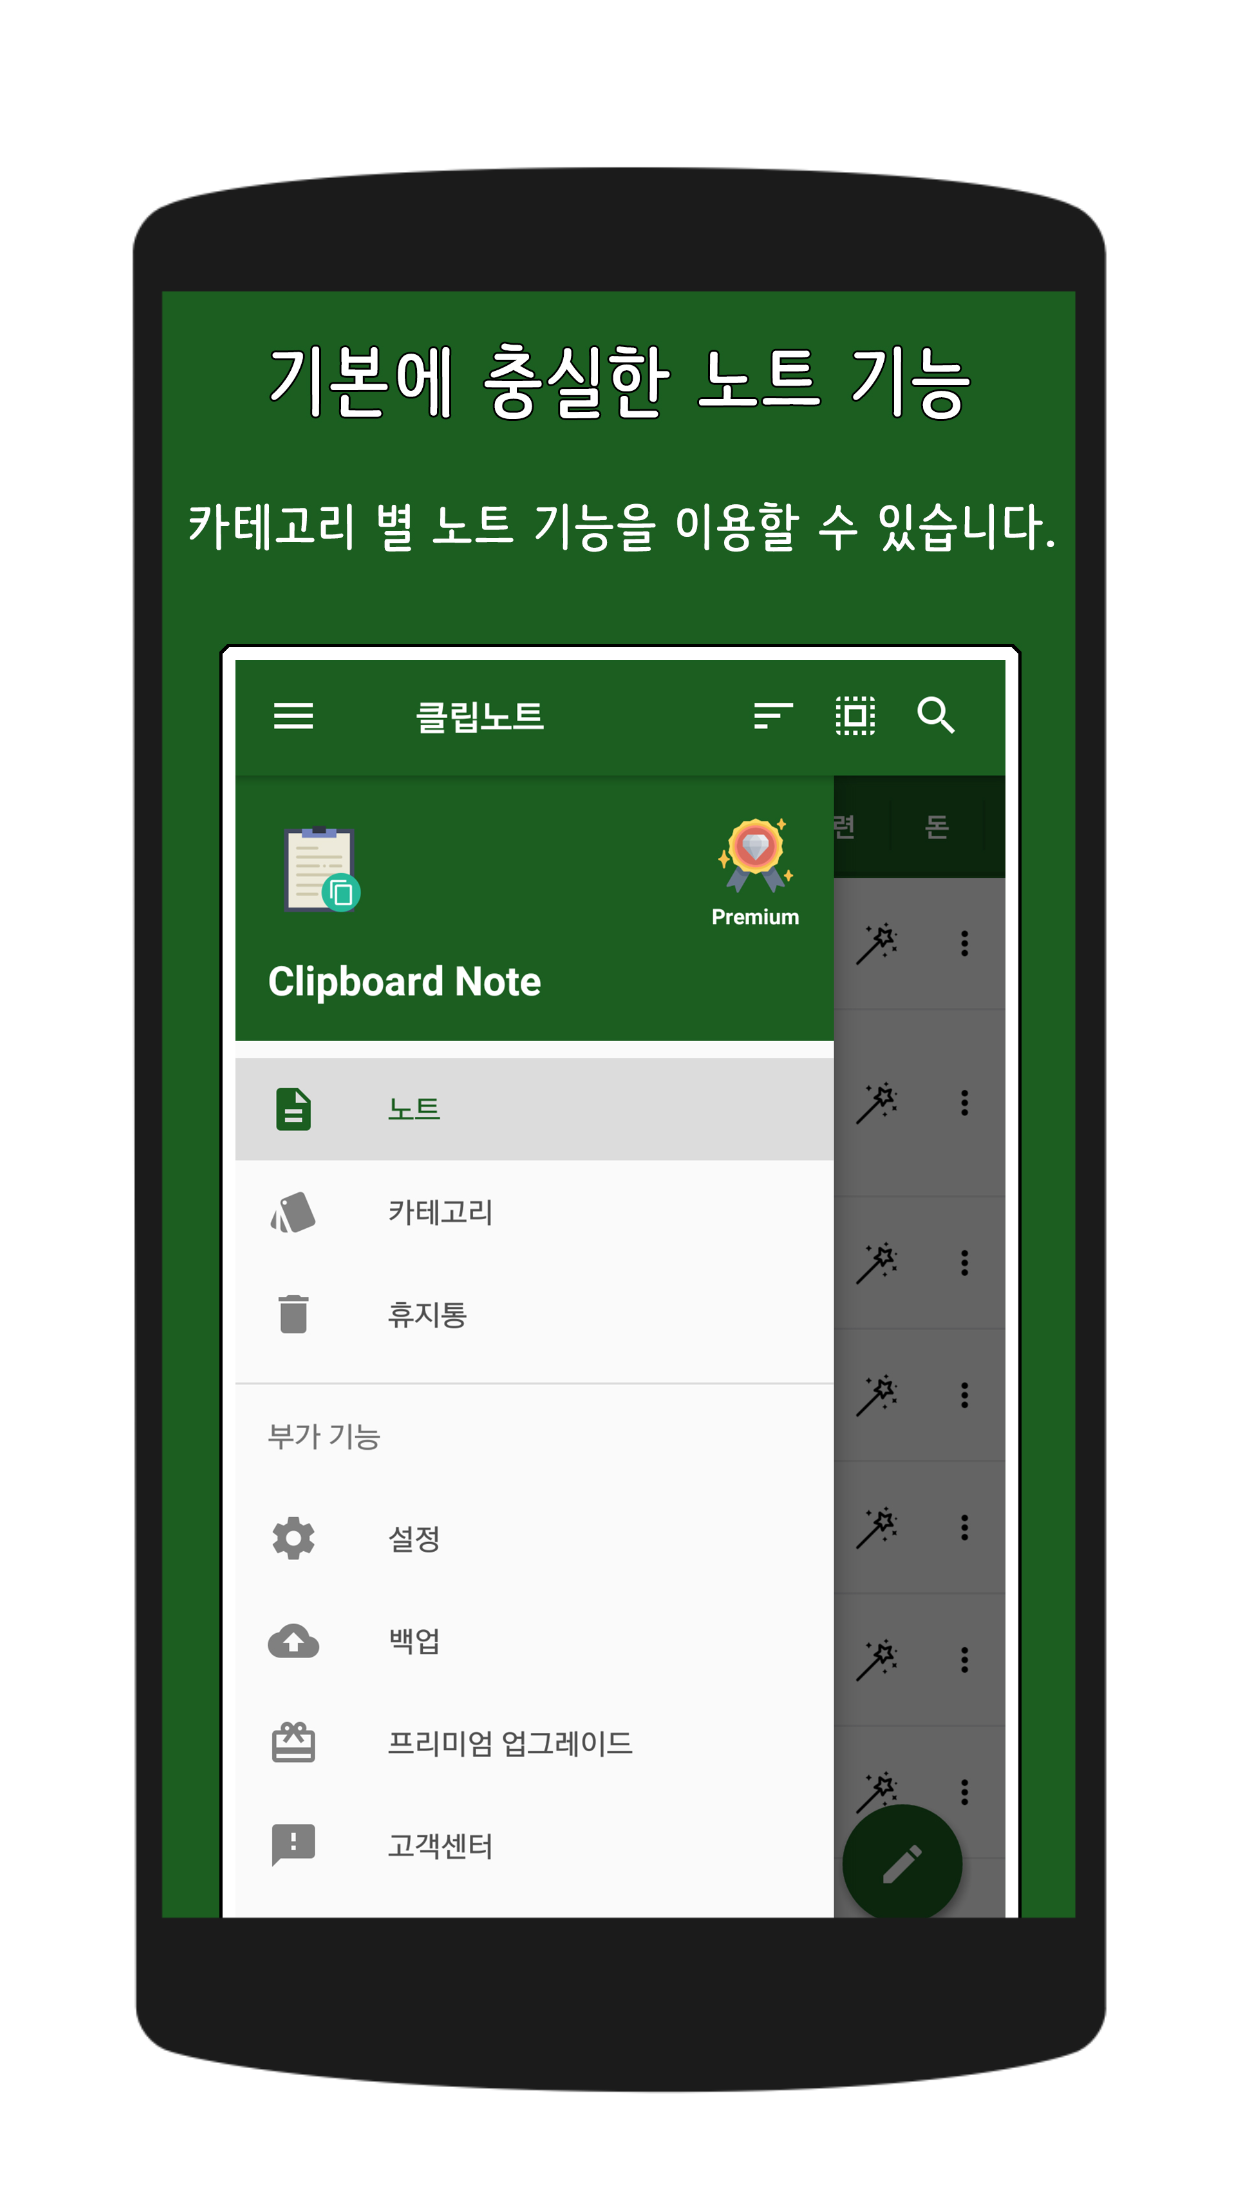 기본에 충실한 노트 기능
카테고리 별 노트 기능을 이용할 수 있습니다.
클립노트
련 돈
Premium
Clipboard Note
노트
카테고리
휴지통
부가 기능
설정
백업
프리미엄 업그레이드
고객센터